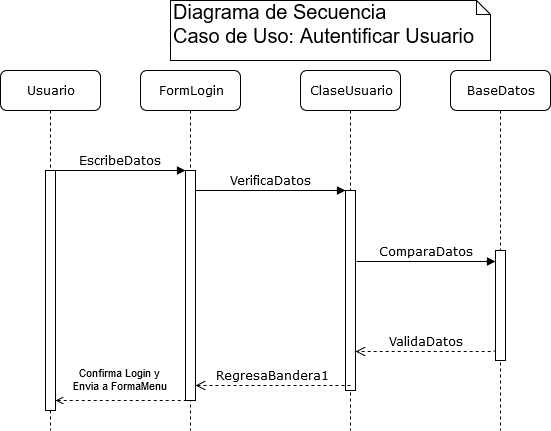 Diagrama de Secuencia
Caso de Uso: Autentificar Usuario
Usuario
FormLogin
ClaseUsuario
BaseDatos
EscribeDatos
VerificaDatos
ComparaDatos
ValidaDatos
RegresaBandera1
Confirma Login y
Envia a FormaMenu